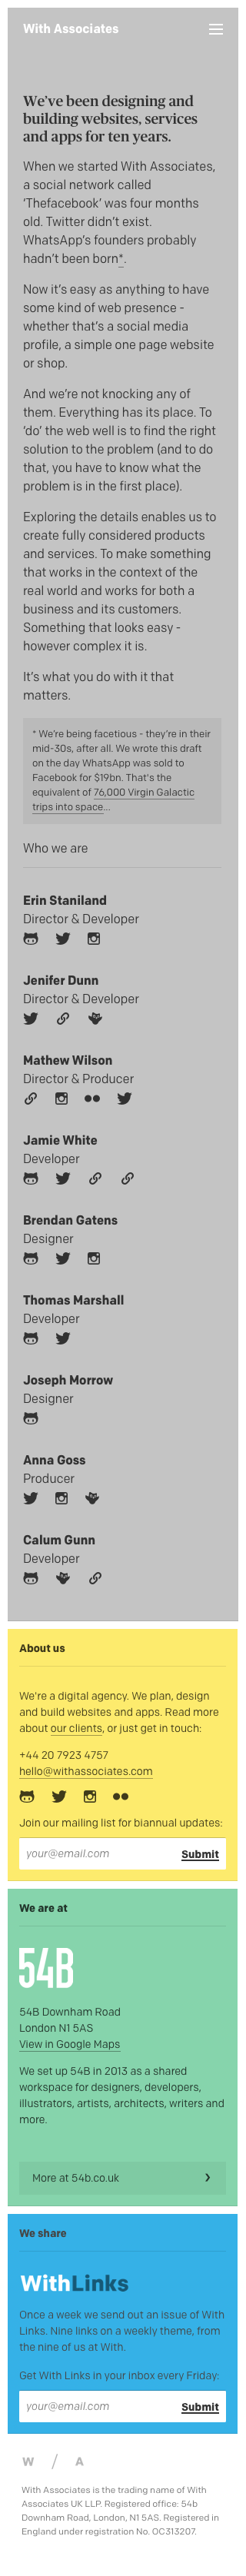 With Associates
We've been designing and
building websites, services
and apps for ten years.
When we started With Associates,
a social network called
'Thefacebook' was four months
old. Twitter didn't exist.
WhatsApp's founders probably
hadn't been born*.
Now it's easy as anything to have
some kind of web presence -
whether that's a social media
profile, a simple one page website
or shop.
And we're not knocking any of
them. Everything has its place. To
'do' the web well is to find the right
solution to the problem (and to do
that, you have to know what the
problem is in the first place).
Exploring the details enables us to
create fully considered products
and services. To make something
that works in the context of the
real world and works for both a
business and its customers.
Something that looks easy -
however complex it is.
It's what you do with it that
matters.
* We're being facetious - they're in their
mid-30s, after all. We wrote this draft
on the day WhatsApp was sold to
Facebook for $19bn. That's the
equivalent of 76,000 Virgin Galactic
trips into space...
Who we are
Erin Staniland
Director & Developer
Jenifer Dunn
Director & Developer
Mathew Wilson
Director & Producer
Jamie White
Developer
Brendan Gatens
Designer
Thomas Marshall
Developer
Joseph Morrow
Designer
Anna Goss
Producer
Calum Gunn
Developer
About us
We're a digital agency. We plan, design
and build websites and apps. Read more
about our clients, or just get in touch:
+44 20 7923 4757
hello@withassociates.com
Join our mailing list for biannual updates:
your@email.com Submit
We are at
54B
54B Downham Road
London N1 5AS
View in Google Maps
We set up 54B in 2013 as a shared
workspace for designers, developers,
illustrators, artists, architects, writers and
more.
More at 54b.co.uk
We share
WithLinks
Once a week we send out an issue of With
Links. Nine links on a weekly theme, from
the nine of us at With.
Get With Links in your inbox every Friday:
your@email.com Submit
W / A
With Associates is the trading name of With
Associates UK LLP. Registered office: 54b
Downham Road, London, N1 5AS. Registered in
England under registration No. OC313207.